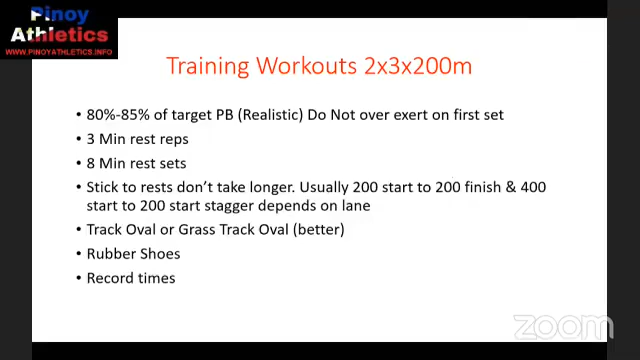 Pinoy
Athletics
WWW.PINOYATHLETICS.INFO
Training Workouts 2x3x200m
• 80%-85% of target PB (Realistic) Do Not over exert on first set
• 3 Min rest reps
• 8 Min rest sets
• Stick to rests don't take longer. Usually 200 start to 200 finish & 400
start to 200 start stagger depends on lane
• Track Oval or Grass Track Oval (better)
• Rubber Shoes
• Record times
zoom